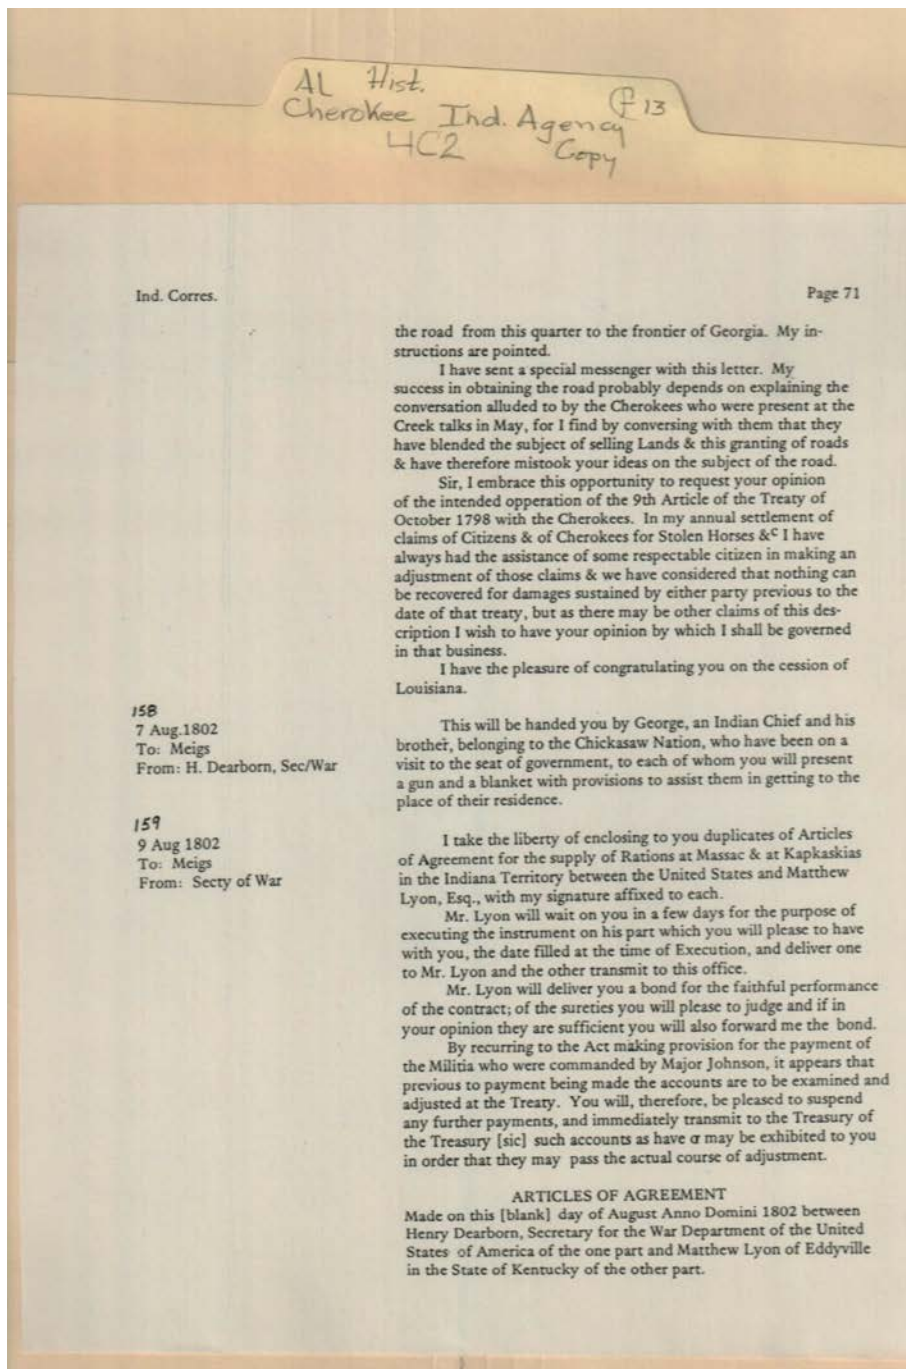 AL Hist.
Cherokee Ind. Agency
F 13
4C2 Copy
Ind. Corres. Page 71
the road from this quarter to the frontier of Georgia. My in-
structions are pointed.
I have sent a special messenger with this letter. My
success in obtaining the road probably depends on explaining the
conversation alluded to by the Cherokees who were present at the
Creek talks in May, for I find by conversing with them that they
have blended the subject of selling Lands & this granting of roads
& have therefore mistook your ideas on the subject of the road.
Sir, I embrace this opportunity to request your opinion
of the intended opperation of the 9th Article of the Treaty of
October 1798 with the Cherokees. In my annual settlement of
claims of Citizens & of Cherokees for Stolen Horses &c I have
always had the assistance of some respectable citizen in making an
adjustment of those claims & we have considered that nothing can
be recovered for damages sustained by either party previous to the
date of that treaty, but as there may be other claims of this des-
cription I wish to have your opinion by which I shall be governed
in that business.
I have the pleasure of congratulating you on the cession of
Louisiana.
158
7 Aug.1802
To: Meigs
From: H. Dearborn, Sec/War
This will be handed you by George, an Indian Chief and his
brother, belonging to the Chickasaw Nation, who have been on a
visit to the seat of government, to each of whom you will present
a gun and a blanket with provisions to assist them in getting to the
place of their residence.
159
9 Aug 1802
To: Meigs
From: Secty of War
I take the liberty of enclosing to you duplicates of Articles
of Agreement for the supply of Rations at Massac & at Kapkaskias
in the Indiana Territory between the United States and Matthew
Lyon, Esq., with my signature affixed to each.
Mr. Lyon will wait on you in a few days for the purpose of
executing the instrument on his part which you will please to have
with you, the date filled at the time of Execution, and deliver one
to Mr. Lyon and the other transmit to this office.
Mr. Lyon will deliver you a bond for the faithful performance
of the contract; of the sureties you will please to judge and if in
your opinion they are sufficient you will also forward me the bond.
By recurring to the Act making provision for the payment of
the Militia who were commanded by Major Johnson, it appears that
previous to payment being made the accounts are to be examined and
adjusted at the Treaty. You will, therefore, be pleased to suspend
any further payments, and immediately transmit to the Treasury of
the Treasury [sic] such accounts as have or may be exhibited to you
in order that they may pass the actual course of adjustment.
ARTICLES OF AGREEMENT
Made on this [blank] day of August Anno Domini 1802 between
Henry Dearborn, Secretary for the War Department of the United
States of America of the one part and Matthew Lyon of Eddyville
in the State of Kentucky of the other part.